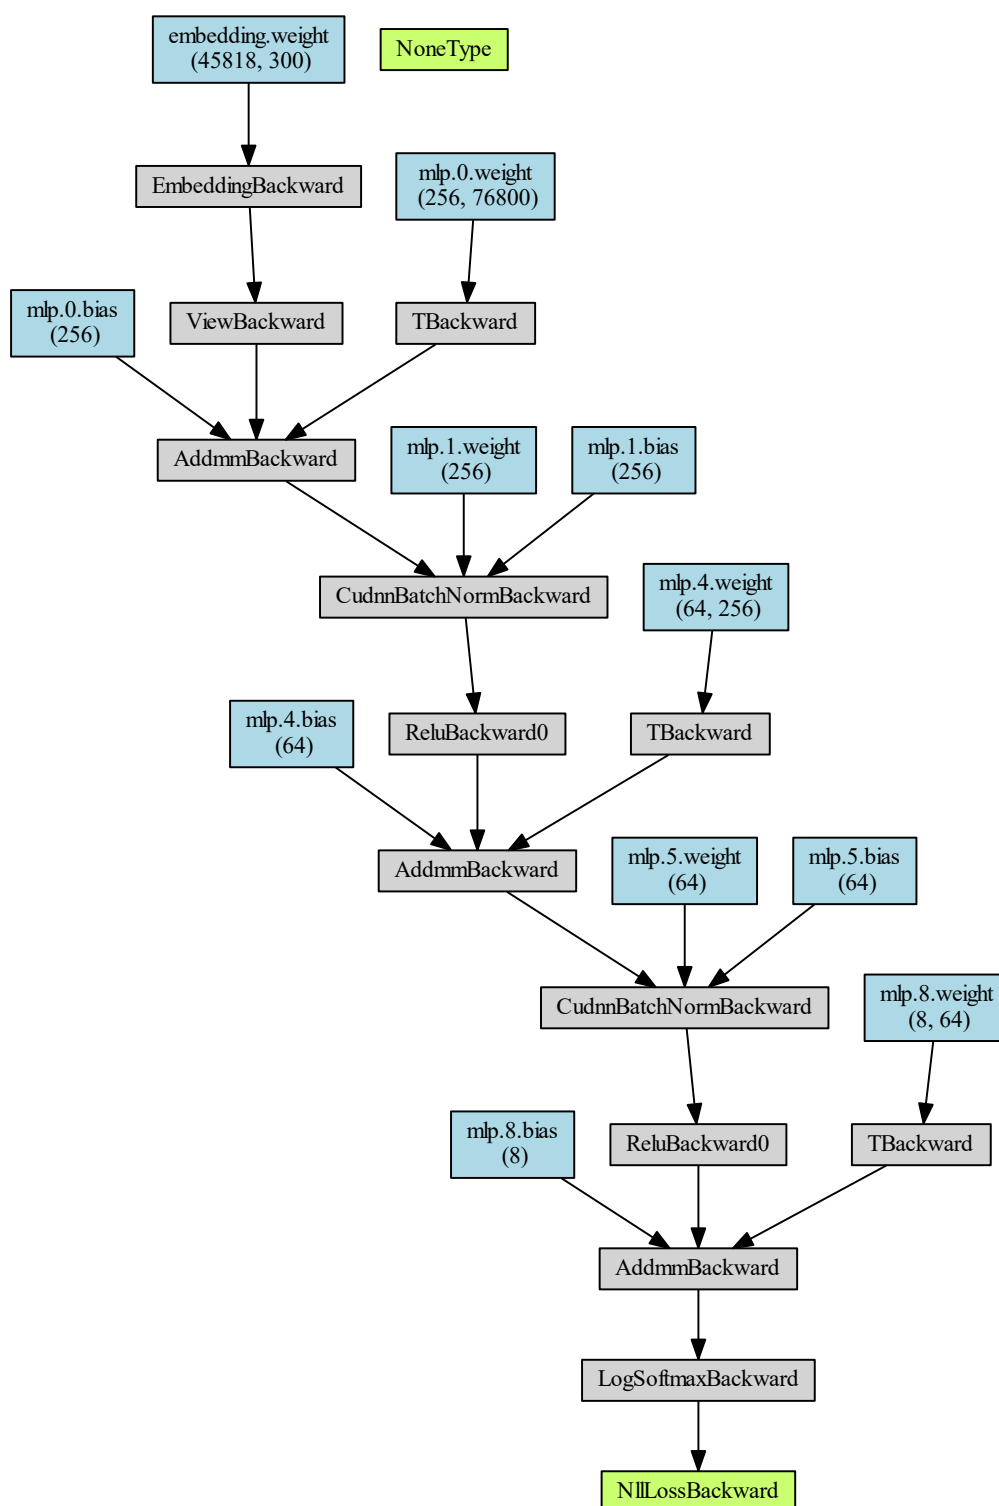 embedding.weight
(45818, 300)
NoneType
EmbeddingBackward
mlp.0.weight
(256, 76800)
mlp.0.bias
(256)
ViewBackward
TBackward
AddmmBackward
mlp.1.weight
(256)
mlp.1.bias
(256)
CudnnBatchNormBackward
mlp.4.weight
(64, 256)
mlp.4.bias
(64)
ReluBackward0
TBackward
AddmmBackward
mlp.5.weight
(64)
mlp.5.bias
(64)
CudnnBatchNormBackward
mlp.8.weight
(8, 64)
mlp.8.bias
(8)
ReluBackward0
TBackward
AddmmBackward
LogSoftmaxBackward
NllLossBackward